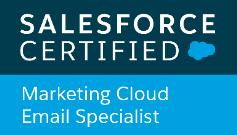 SALESFORCE
CERTIFIED
Marketing Cloud
Email Specialist